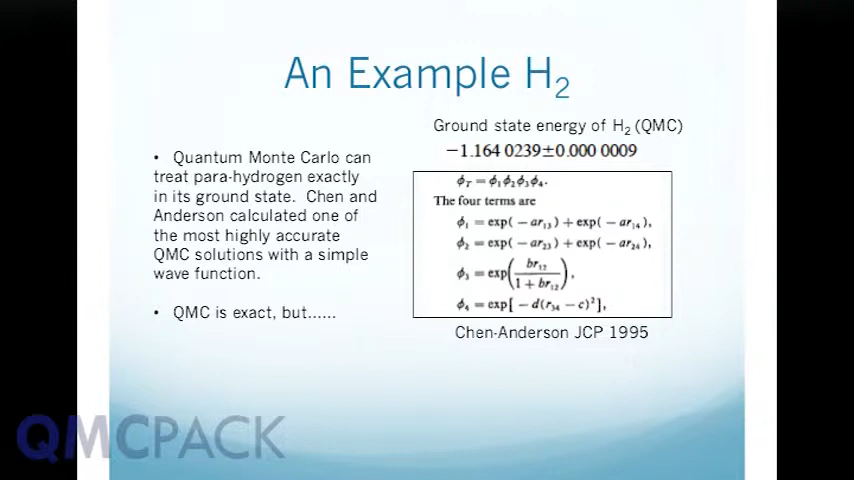 An Example H₂
• Quantum Monte Carlo can
treat para-hydrogen exactly
in its ground state. Chen and
Anderson calculated one of
the most highly accurate
QMC solutions with a simple
wave function.
• QMC is exact, but......
Ground state energy of H₂ (QMC)
−1.164 0239±0.000 0009
ϕ_T = ϕ₁ϕ₂ϕ₃ϕ₄.
The four terms are
ϕ₁ = exp(−ar₁₃) + exp(−ar₁₄),
ϕ₂ = exp(−ar₂₃) + exp(−ar₂₄),
ϕ₃ = exp(br₁₂ / 1 + br₁₂),
ϕ₄ = exp[−d(r₃₄ − c)²],
Chen-Anderson JCP 1995
QMCPACK